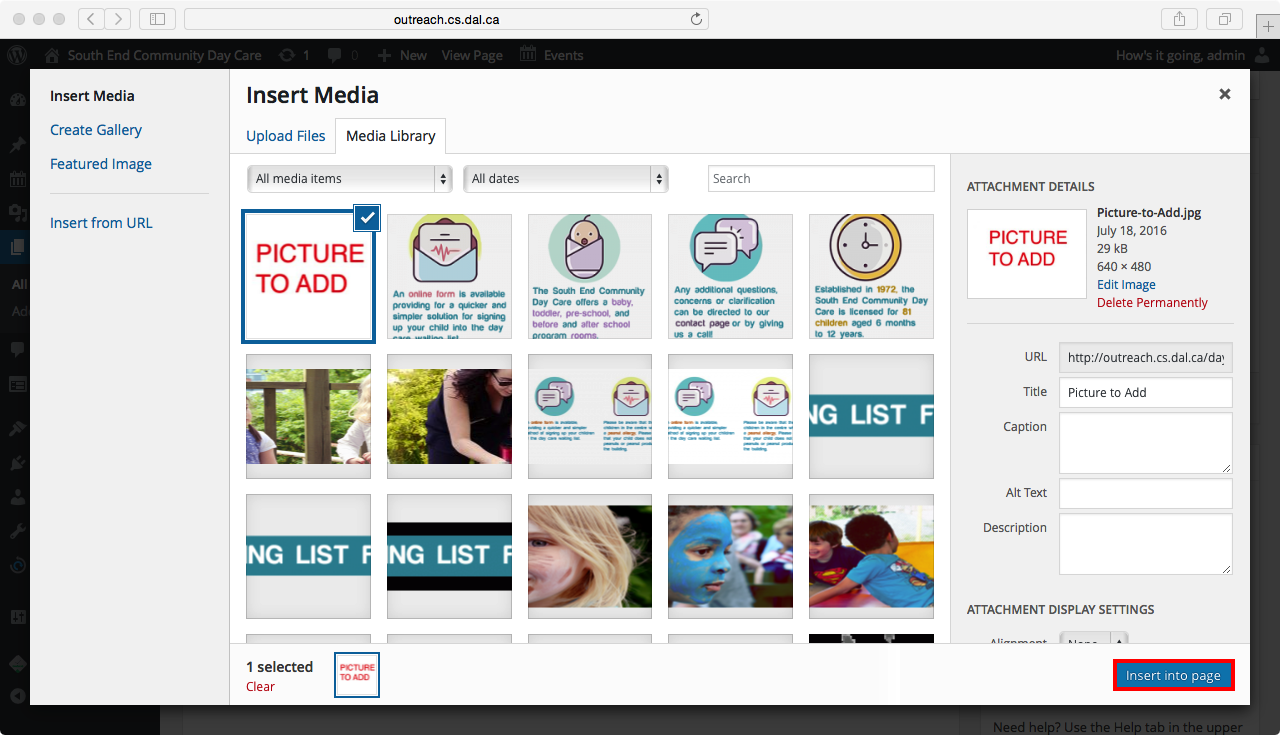 outreach.cs.dal.ca
South End Community Day Care
1
0
New
View Page
Events
How's it going, admin
Insert Media
Create Gallery
Featured Image
Insert from URL
Insert Media
Upload Files
Media Library
All media items
All dates
Search
PICTURE
TO ADD
An online form is available
providing for a quicker and
simpler solution for signing
up your child into the day
care waiting list
The South End Community
Day Care offers a baby,
toddler, pre-school, and
before and after school
program rooms.
Any additional questions,
concerns or clarification
can be directed to our
contact page or by giving
us a call!
Established in 1972, the
South End Community Day
Care is licensed for 81
children aged 6 months
to 12 years.
NG LIST F
NG LIST F
NG LIST F
1 selected
Clear
PICTURE
TO ADD
ATTACHMENT DETAILS
PICTURE
TO ADD
Picture-to-Add.jpg
July 18, 2016
29 kB
640 × 480
Edit Image
Delete Permanently
URL
http://outreach.cs.dal.ca/day
Title
Picture to Add
Caption
Alt Text
Description
ATTACHMENT DISPLAY SETTINGS
Alignment
None
Insert into page
All
Ad
Need help? Use the Help tab in the upper